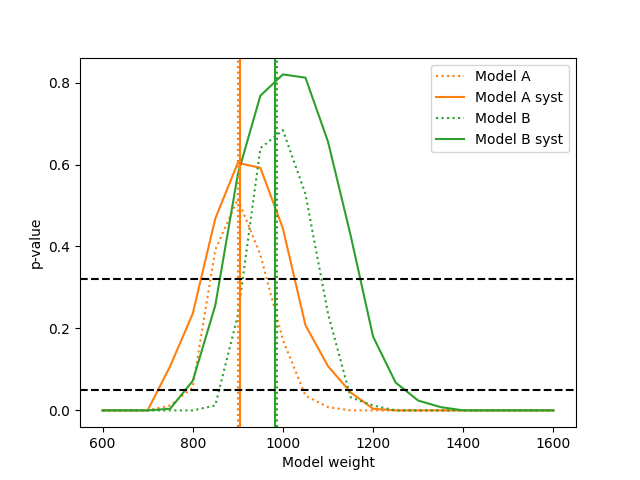 Model A
Model A syst
Model B
Model B syst
0.8
0.6
0.4
0.2
0.0
p-value
600 800 1000 1200 1400 1600
Model weight